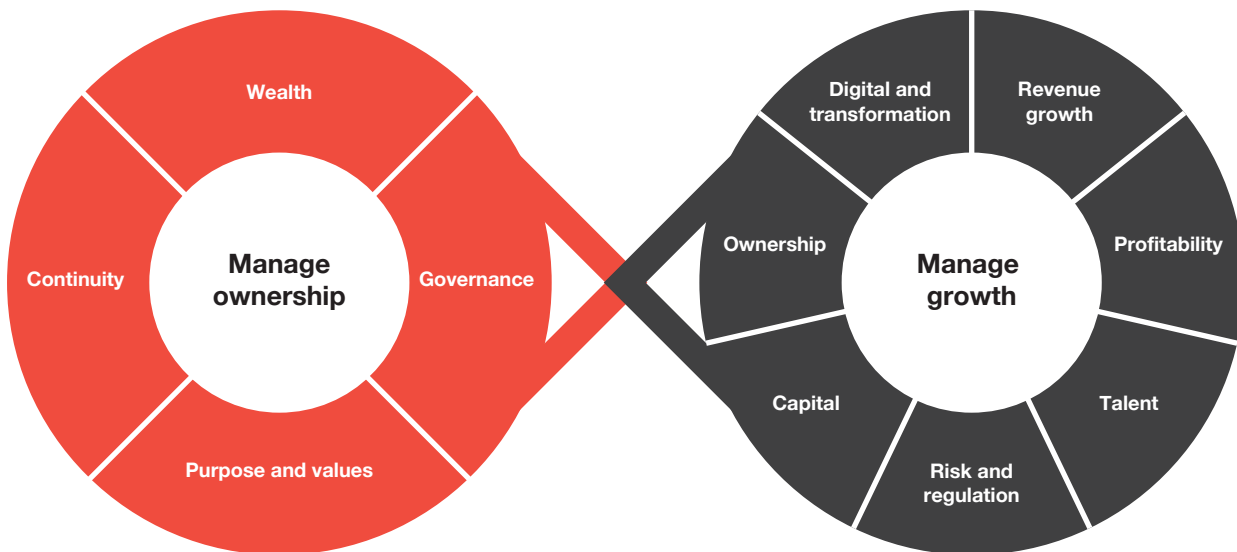 Wealth
Continuity
Manage
ownership
Governance
Purpose and values
Digital and
transformation
Revenue
growth
Ownership
Manage
growth
Profitability
Capital
Talent
Risk and
regulation